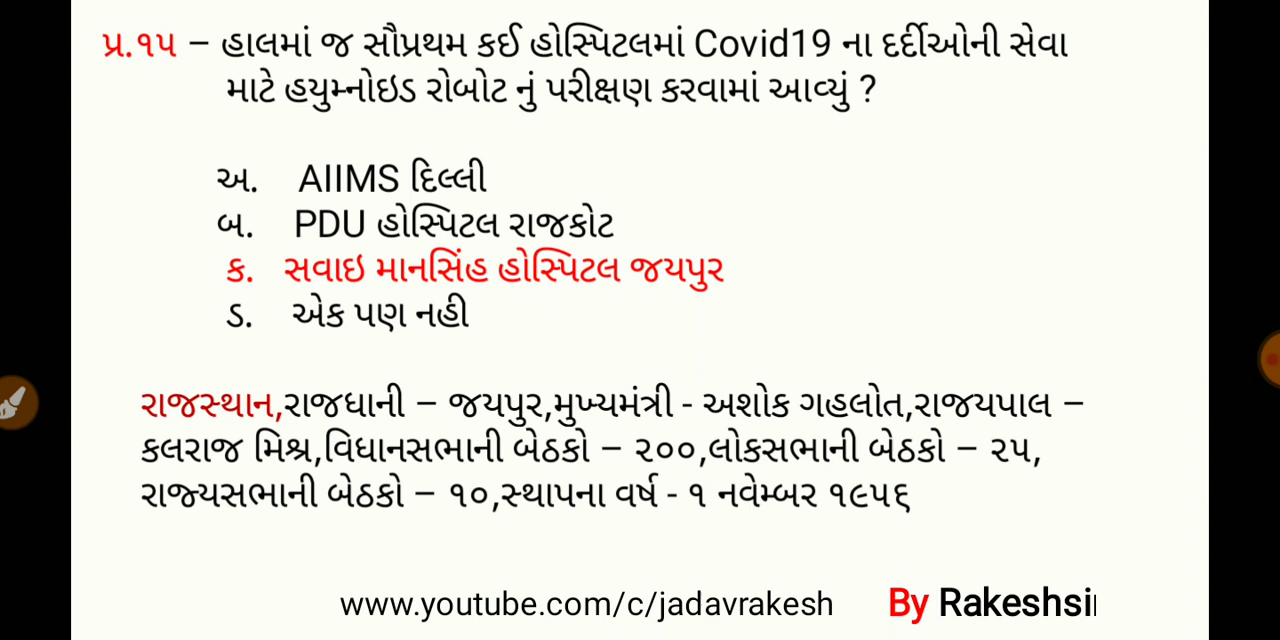 પ્ર.૧૫ – હાલમાં જ સૌપ્રથમ કઈ હોસ્પિટલમાં Covid19 ના દર્દીઓની સેવા
માટે હયુમ્નોઇડ રોબોટ નું પરીક્ષણ કરવામાં આવ્યું ?
અ. AIIMS દિલ્લી
બ. PDU હોસ્પિટલ રાજકોટ
ક. સવાઇ માનસિંહ હોસ્પિટલ જયપુર
ડ. એક પણ નહી
રાજસ્થાન,રાજધાની – જયપુર,મુખ્યમંત્રી - અશોક ગહલોત,રાજયપાલ –
કલરાજ મિશ્ર,વિધાનસભાની બેઠકો – ૨૦૦,લોકસભાની બેઠકો – ૨૫,
રાજ્યસભાની બેઠકો – ૧૦,સ્થાપના વર્ષ - ૧ નવેમ્બર ૧૯૫૬
www.youtube.com/c/jadavrakesh By